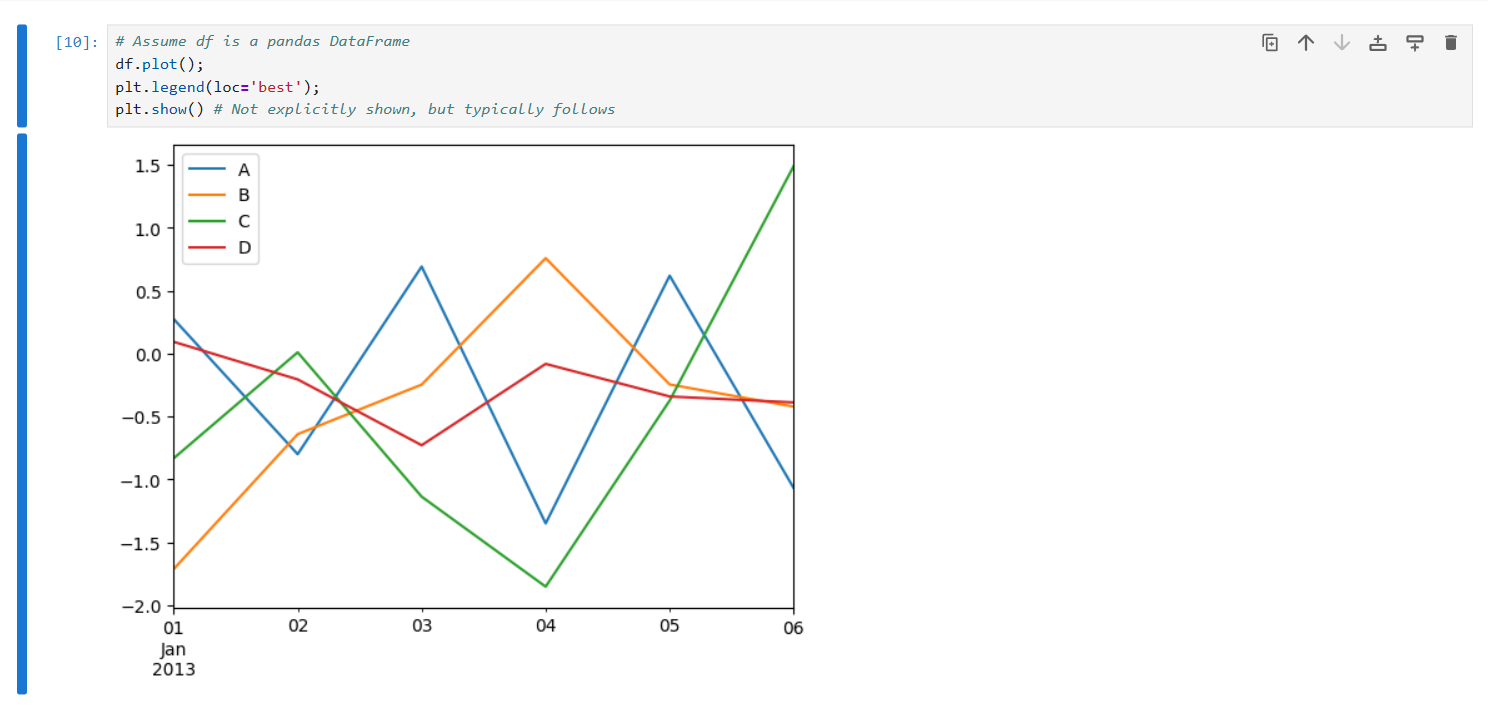 [10]: # Assume df is a pandas DataFrame
df.plot();
plt.legend(loc='best');
plt.show() # Not explicitly shown, but typically follows
A
B
C
D
1.5
1.0
0.5
0.0
−0.5
−1.0
−1.5
−2.0
01 02 03 04 05 06
Jan
2013